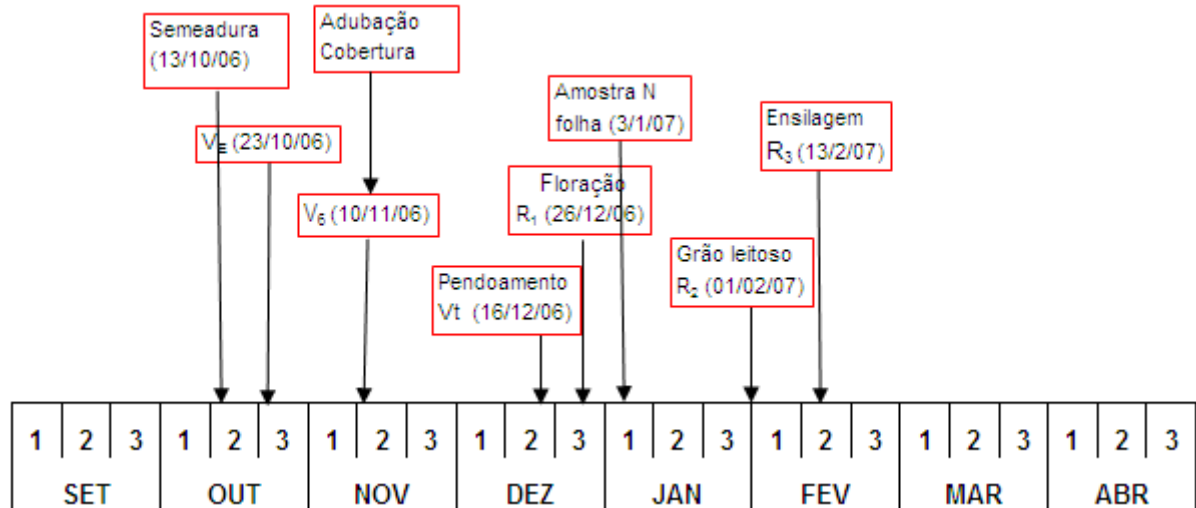 Semeadura
(13/10/06)
Adubação
Cobertura
V_E (23/10/06)
V6 (10/11/06)
Pendoamento
Vt (16/12/06)
Floração
R1 (26/12/06)
Amostra N
folha (3/1/07)
Grão leitoso
R2 (01/02/07)
Ensilagem
R3 (13/2/07)
1 2 3 1 2 3 1 2 3 1 2 3 1 2 3 1 2 3 1 2 3 1 2 3
SET OUT NOV DEZ JAN FEV MAR ABR